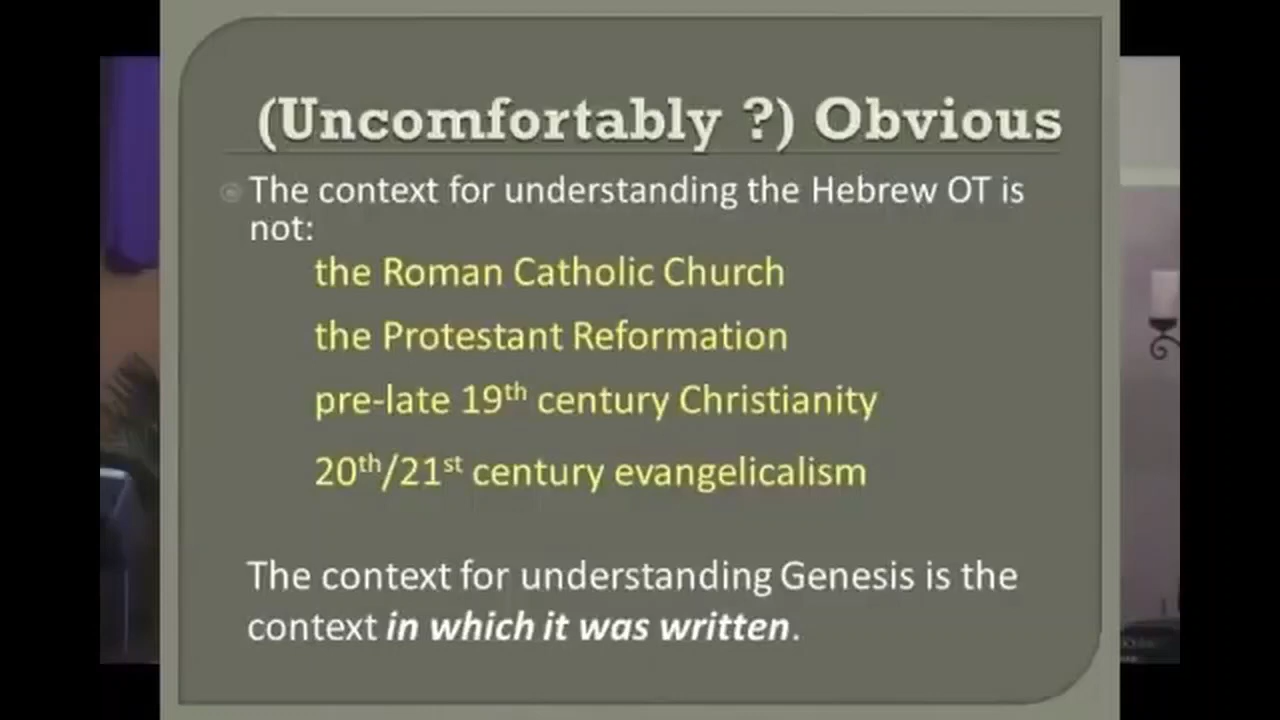 (Uncomfortably ?) Obvious
The context for understanding the Hebrew OT is
not:
the Roman Catholic Church
the Protestant Reformation
pre-late 19th century Christianity
20th/21st century evangelicalism
The context for understanding Genesis is the
context in which it was written.